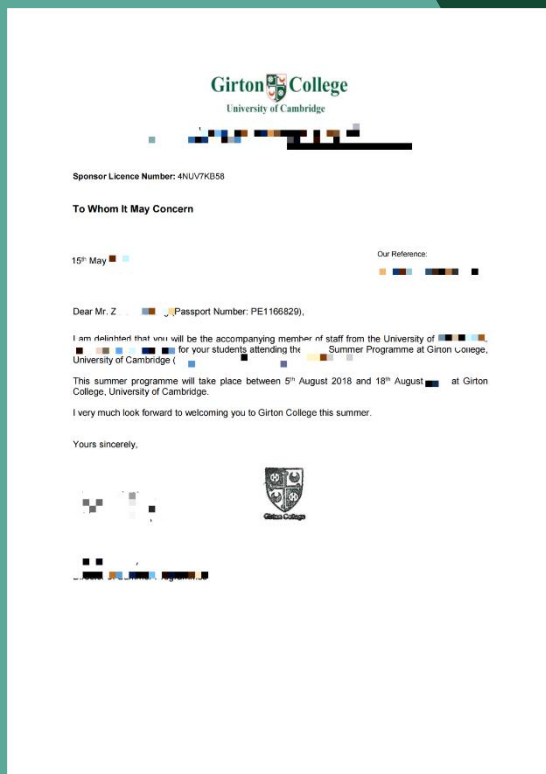 Girton College
University of Cambridge
Sponsor Licence Number: 4NUV7KB58
To Whom It May Concern
15th May
Our Reference:
Dear Mr. Z Passport Number: PE1166829),
I am delighted that you will be the accompanying member of staff from the University of
for your students attending the Summer Programme at Girton College,
University of Cambridge (
This summer programme will take place between 5th August 2018 and 18th August at Girton
College, University of Cambridge.
I very much look forward to welcoming you to Girton College this summer.
Yours sincerely,
Girton College